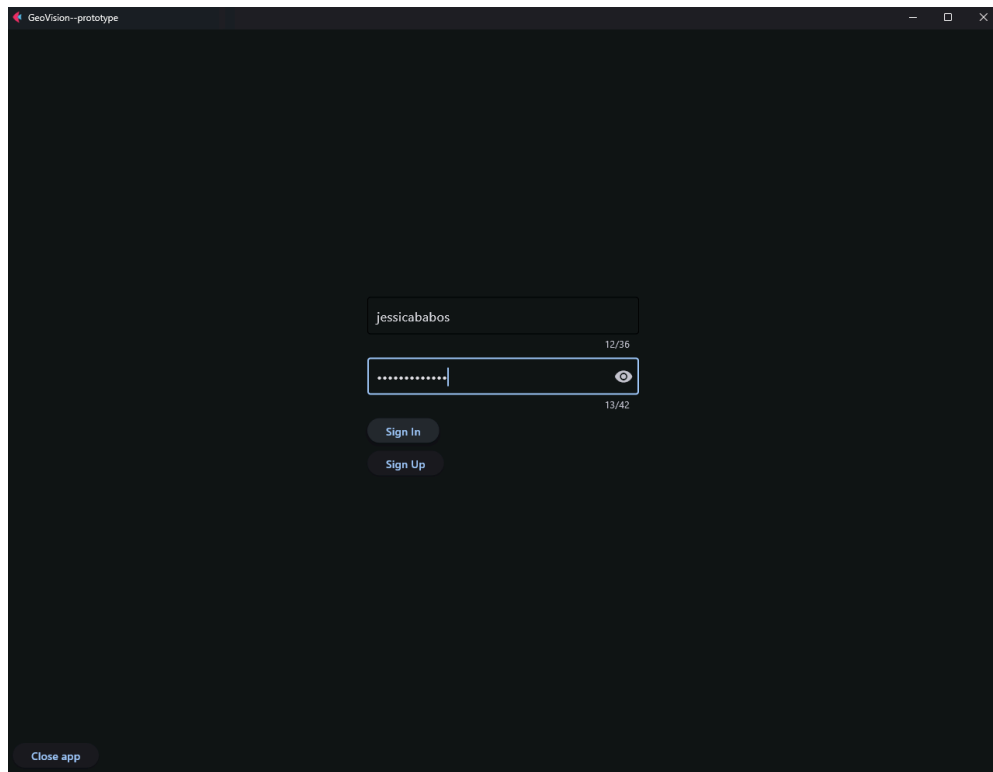 GeoVision--prototype
jessicababos
12/36
•••••••••••••
13/42
Sign In
Sign Up
Close app